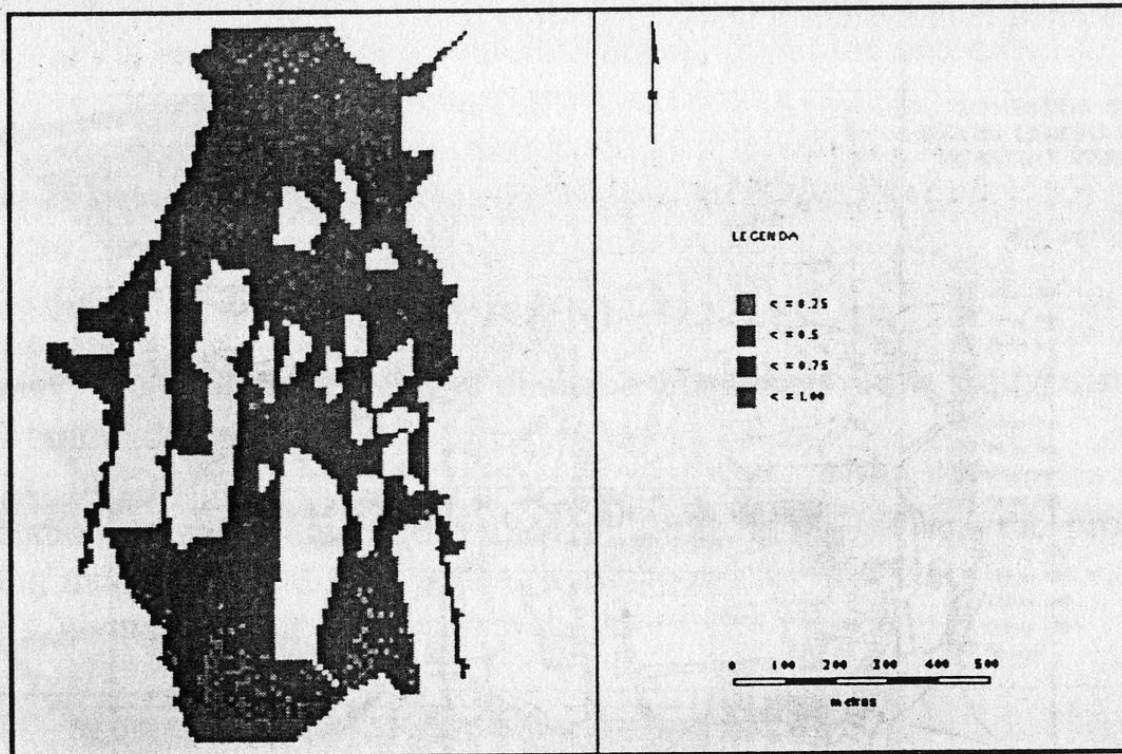 LEGENDA
< = 0.25
< = 0.5
< = 0.75
< = 1.00
0 100 200 300 400 500
metros